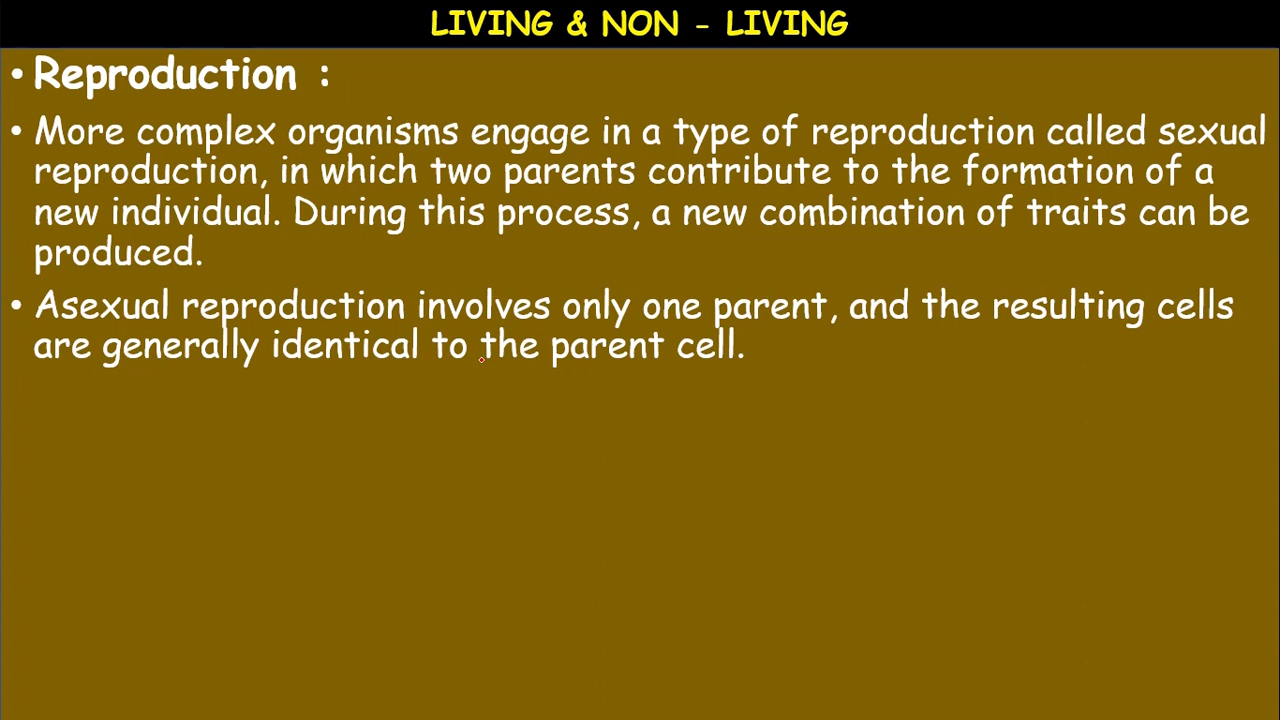 LIVING & NON - LIVING
• Reproduction :
• More complex organisms engage in a type of reproduction called sexual
reproduction, in which two parents contribute to the formation of a
new individual. During this process, a new combination of traits can be
produced.
• Asexual reproduction involves only one parent, and the resulting cells
are generally identical to the parent cell.